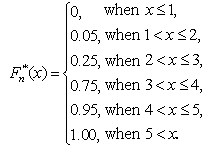 0, when x ≤ 1,
0.05, when 1 < x ≤ 2,
0.25, when 2 < x ≤ 3,
F*ₙ(x) = 0.75, when 3 < x ≤ 4,
0.95, when 4 < x ≤ 5,
1.00, when 5 < x.